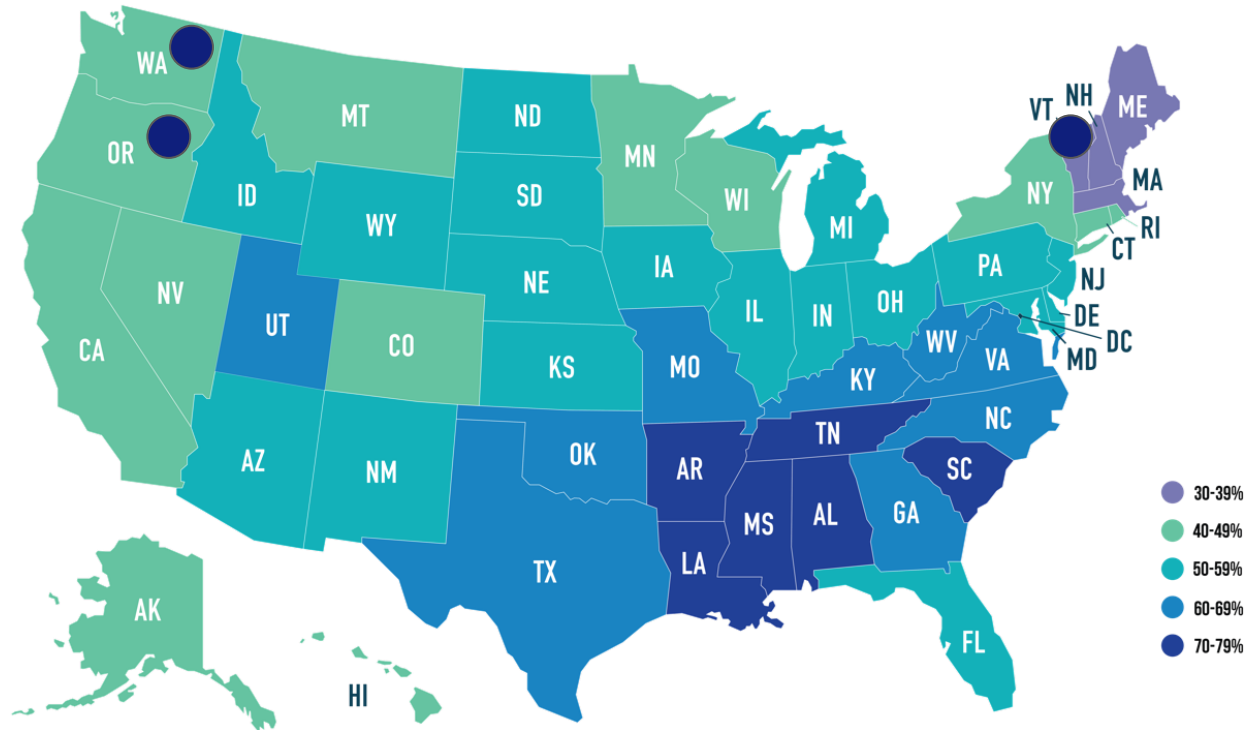 WA
VT
NH
ME
MT
ND
OR
MN
MA
ID
SD
WI
NY
WY
MI
RI
CT
IA
PA
NE
NV
NJ
OH
IL
IN
DE
UT
CO
DC
CA
WV
MD
MO
VA
KS
KY
NC
TN
OK
AZ
NM
AR
SC
30-39%
GA
MS
AL
40-49%
LA
50-59%
TX
AK
60-69%
FL
70-79%
HI